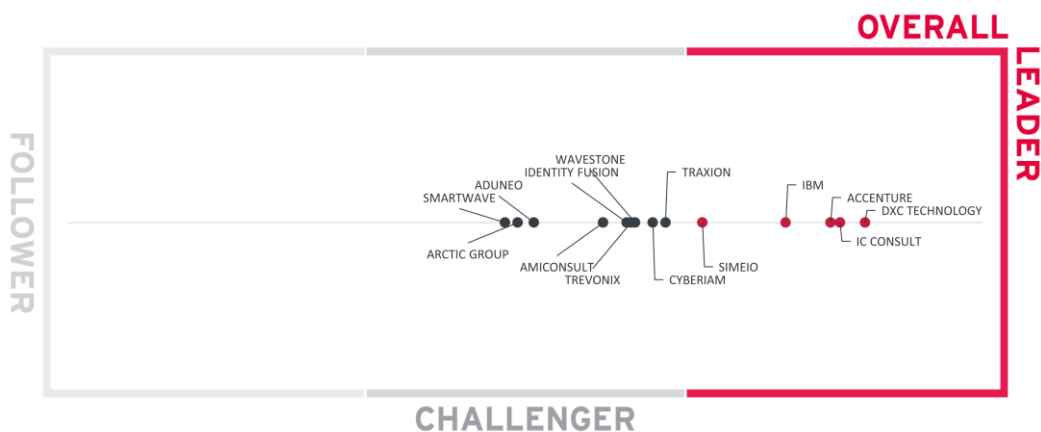 OVERALL
LEADER
FOLLOWER
WAVESTONE
IDENTITY FUSION
TRAXION
ADUNEO
IBM
SMARTWAVE
ACCENTURE
DXC TECHNOLOGY
IC CONSULT
ARCTIC GROUP
AMICONSULT
SIMEIO
TREVONIX
CYBERIAM
CHALLENGER